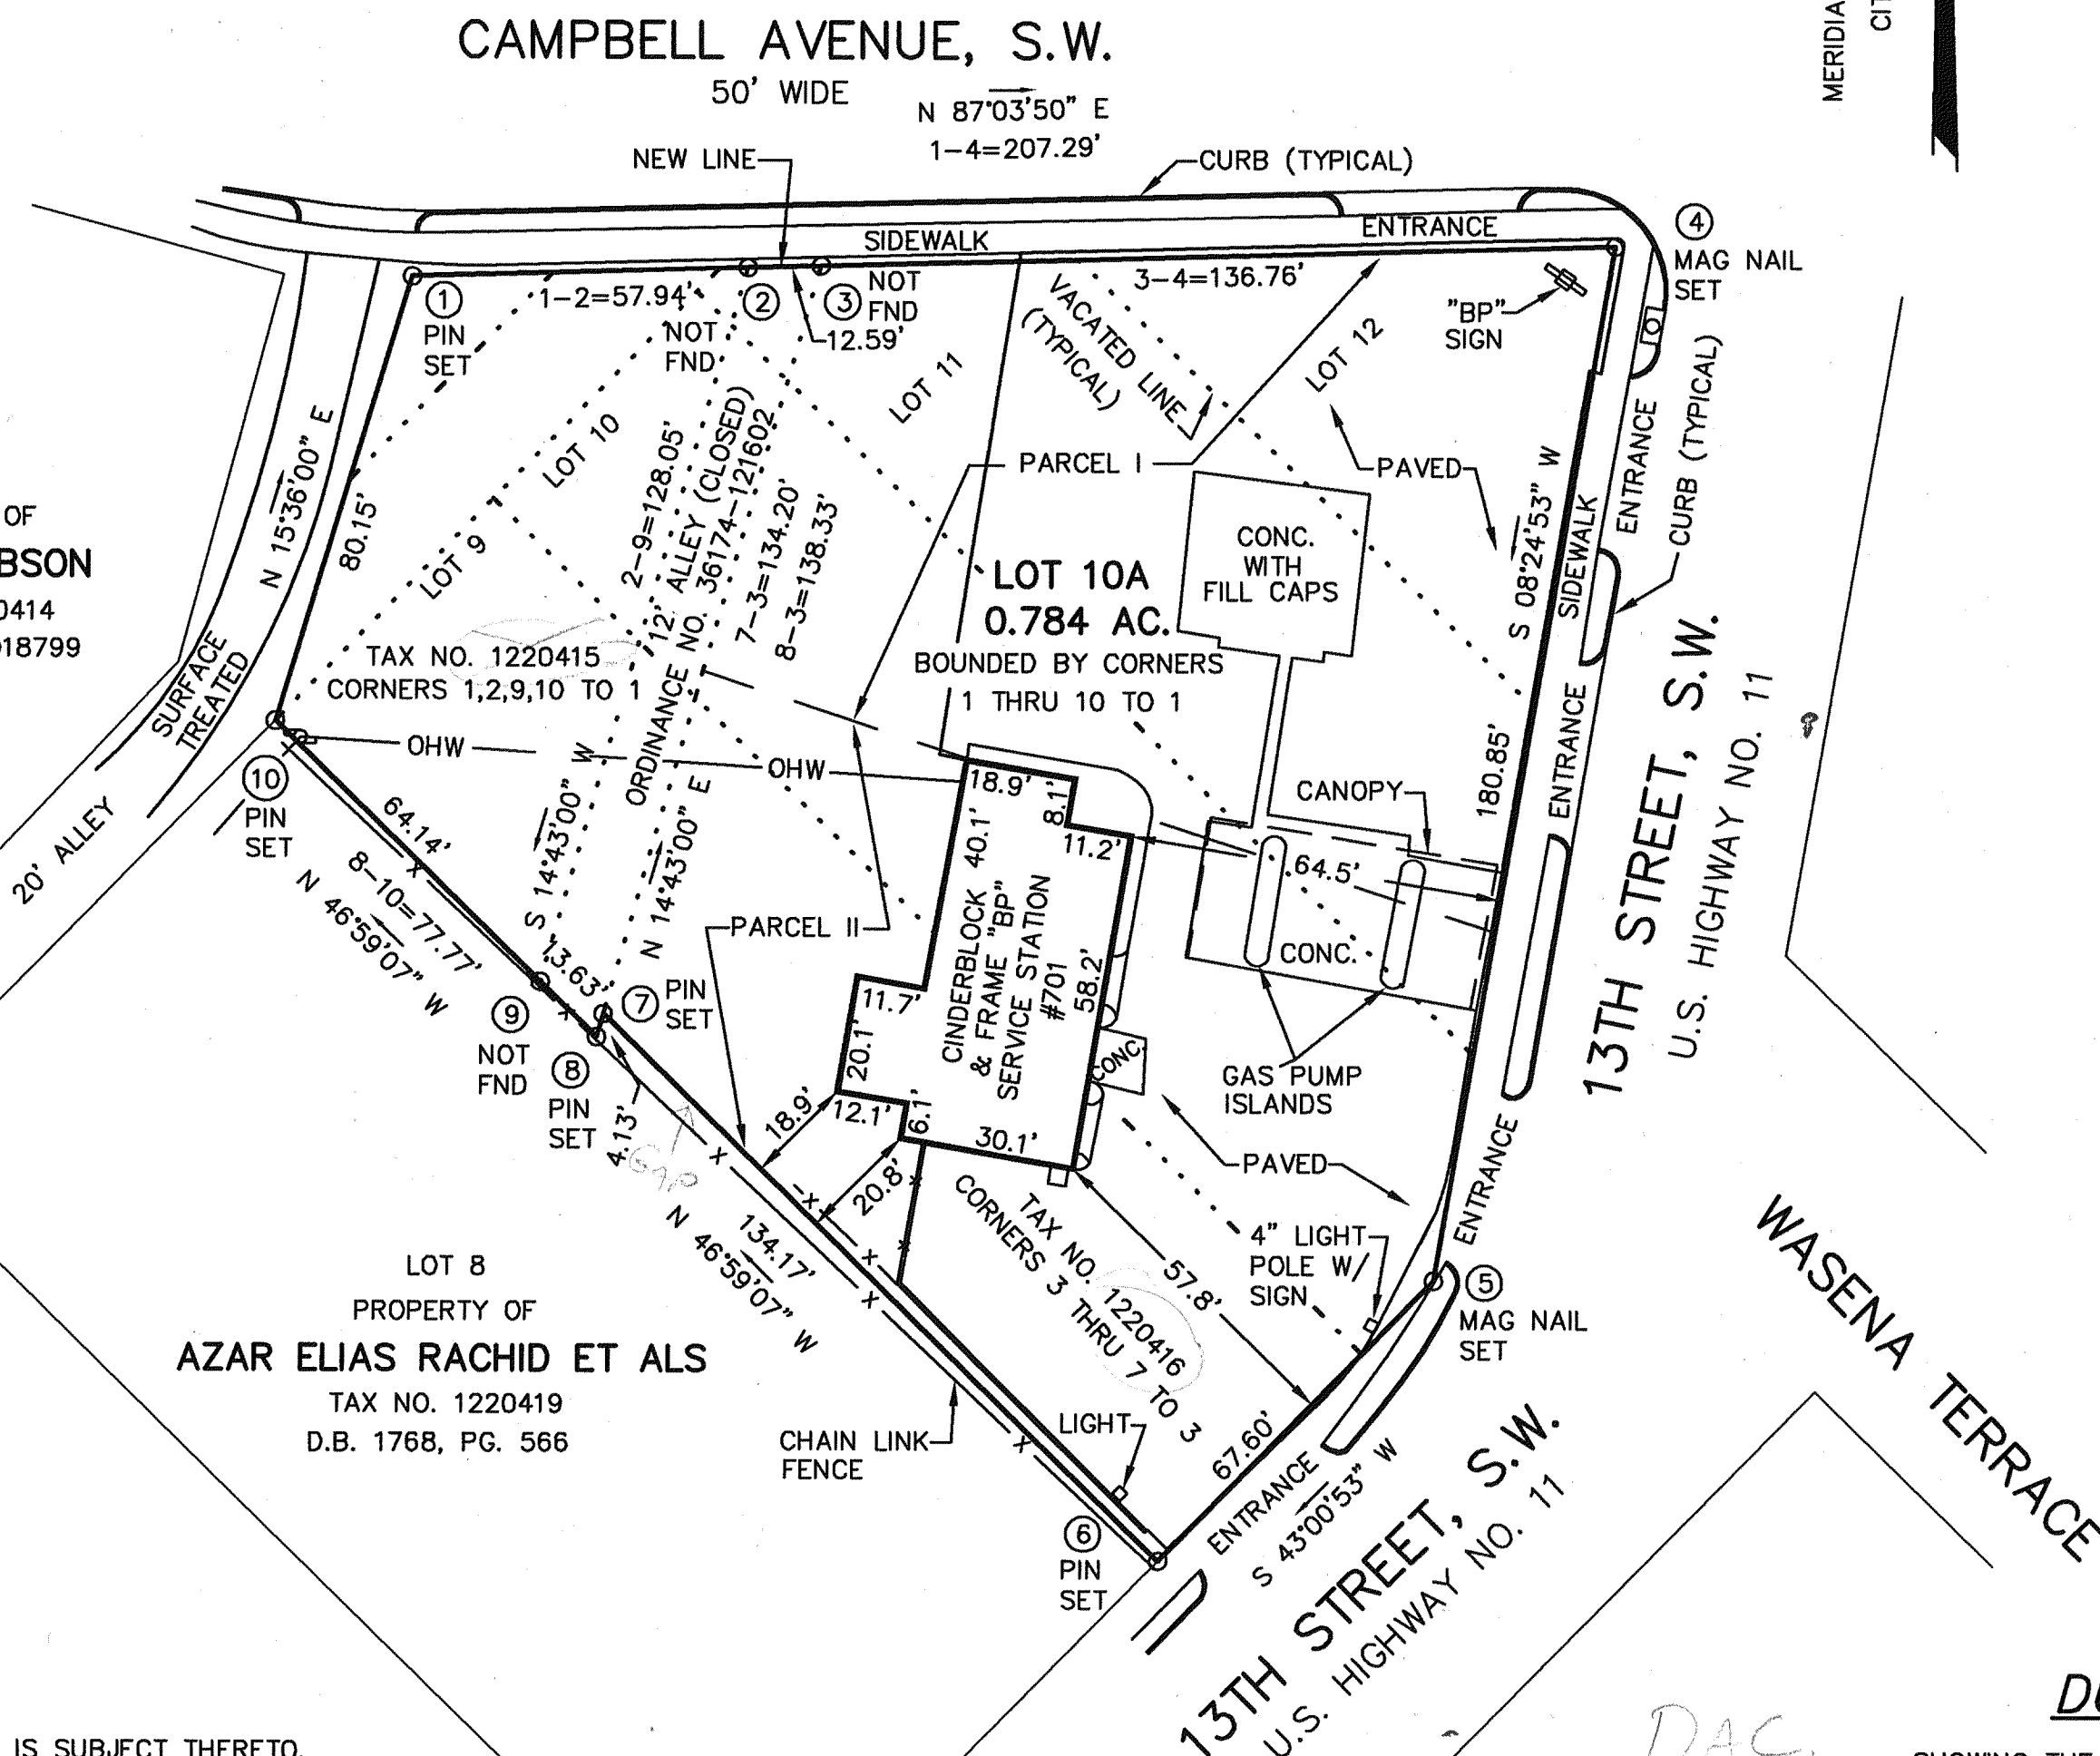 CAMPBELL AVENUE, S.W.
50' WIDE
N 87°03'50" E
1-4=207.29'
MERIDIA
CIT
NEW LINE
CURB (TYPICAL)
SIDEWALK
ENTRANCE
4
MAG NAIL
SET
1
PIN
SET
1-2=57.94'
2
NOT
FND
3
NOT
FND
12.59'
3-4=136.76'
"BP"
SIGN
VACATED LINE
(TYPICAL)
LOT 12
LOT 11
LOT 10
LOT 9
PARCEL I
PAVED
ENTRANCE
CURB (TYPICAL)
SIDEWALK
S 08°24'53" W
180.85'
N 15°36'00" E
80.15'
2-9=128.05'
12' ALLEY (CLOSED)
ORDINANCE NO. 36174-121602
7-3=134.20'
8-3=138.33'
CONC.
WITH
FILL CAPS
LOT 10A
0.784 AC.
BOUNDED BY CORNERS
1 THRU 10 TO 1
OF
BSON
0414
18799
TAX NO. 1220415
CORNERS 1,2,9,10 TO 1
SURFACE
TREATED
20' ALLEY
10
PIN
SET
OHW
OHW
64.14'
8-10=77.77'
N 46°59'07" W
S 14°43'00" W
N 14°43'00" E
13.63'
9
NOT
FND
7
PIN
SET
8
PIN
SET
4.13'
GAP
PARCEL II
18.9'
8.1'
11.2'
40.1'
CINDERBLOCK
& FRAME "BP"
SERVICE STATION
#701
58.2'
11.7'
20.1'
12.1'
6.1'
30.1'
18.9'
20.8'
CANOPY
64.5'
CONC.
CONC.
GAS PUMP
ISLANDS
ENTRANCE
13TH STREET, S.W.
U.S. HIGHWAY NO. 11
PAVED
ENTRANCE
4" LIGHT
POLE W/
SIGN
5
MAG NAIL
SET
TAX NO. 1220416
CORNERS 3 THRU 7 TO 3
57.8'
134.17'
N 46°59'07" W
LOT 8
PROPERTY OF
AZAR ELIAS RACHID ET ALS
TAX NO. 1220419
D.B. 1768, PG. 566
CHAIN LINK
FENCE
LIGHT
67.60'
ENTRANCE
S 43°00'53" W
6
PIN
SET
13TH STREET, S.W.
U.S. HIGHWAY NO. 11
WASENA TERRACE
DAC.
IS SUBJECT THERETO.